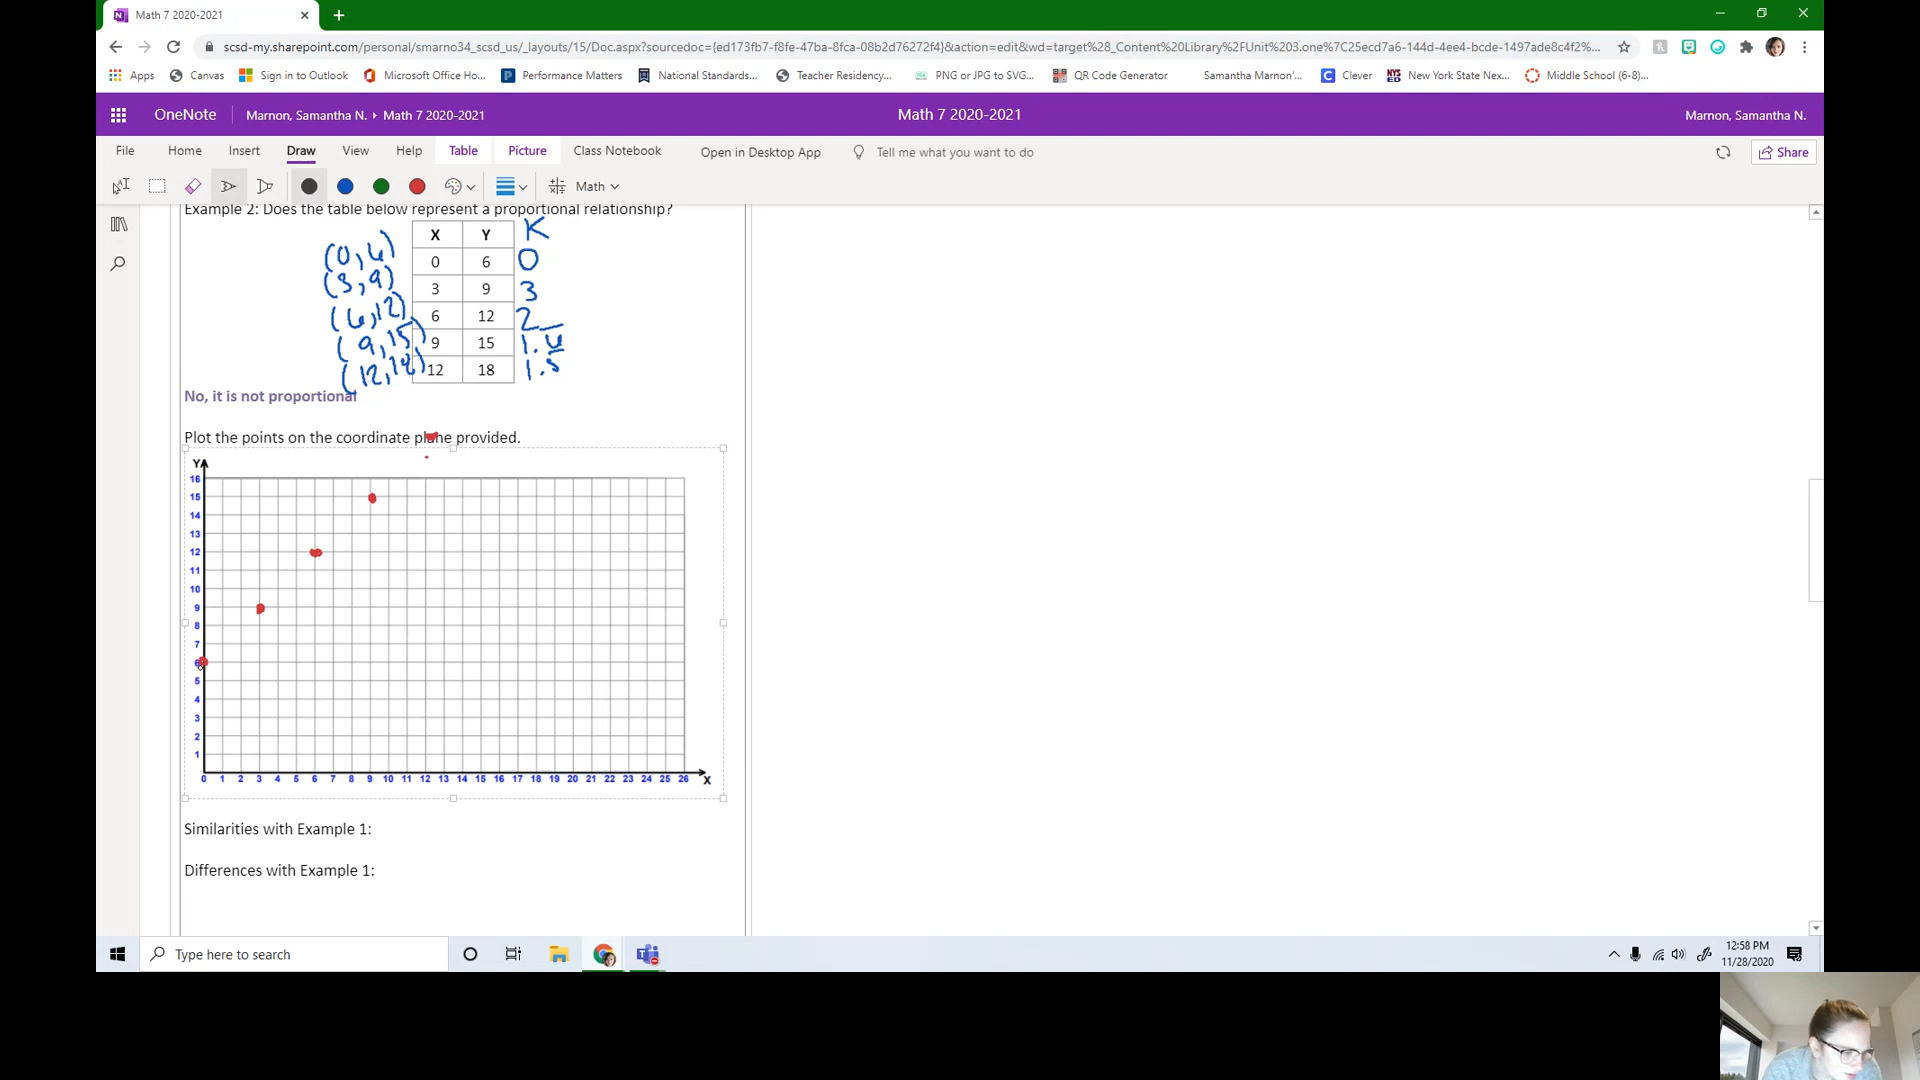 Math 7 2020-2021
scsd-my.sharepoint.com/personal/smarno34_scsd_us/_layouts/15/Doc.aspx?sourcedoc={ed173fb7-f8fe-47ba-8fca-08b2d76272f4}&action=edit&wd=target%28_Content%20Library%2FUnit%203.one%7C25ecd7a6-144d-4ee4-bcde-1497ade8c4f2%...
Apps Canvas Sign in to Outlook Microsoft Office Ho... Performance Matters National Standards... Teacher Residency... PNG or JPG to SVG... QR Code Generator Samantha Marnon'... Clever New York State Nex... Middle School (6-8)...
OneNote Marnon, Samantha N. Math 7 2020-2021 Math 7 2020-2021 Marnon, Samantha N.
File Home Insert Draw View Help Table Picture Class Notebook Open in Desktop App Tell me what you want to do Share
Math
Example 2: Does the table below represent a proportional relationship?
X Y K
(0,6) 0 6 0
(3,9) 3 9 3
(6,12) 6 12 2
(9,15) 9 15 1.6
(12,18) 12 18 1.5
No, it is not proportional
Plot the points on the coordinate plane provided.
Y
16
15
14
13
12
11
10
9
8
7
6
5
4
3
2
1
0 1 2 3 4 5 6 7 8 9 10 11 12 13 14 15 16 17 18 19 20 21 22 23 24 25 26 X
Similarities with Example 1:
Differences with Example 1:
Type here to search
12:58 PM
11/28/2020